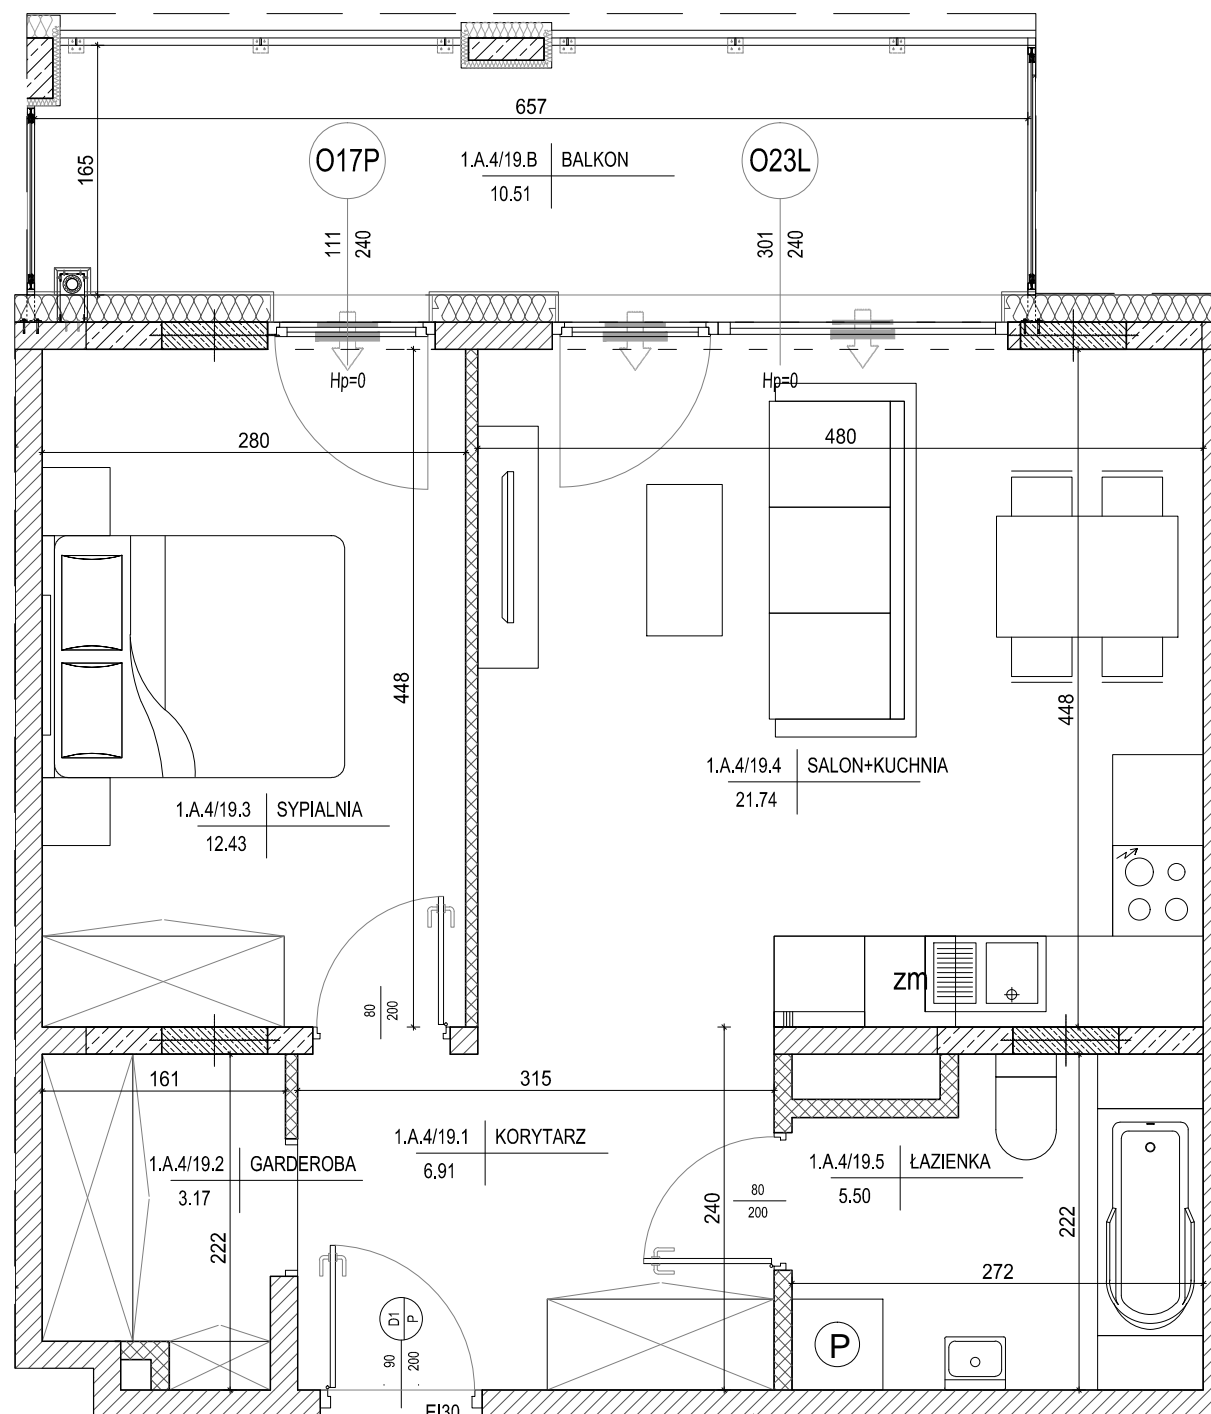 657
O17P
1.A.4/19.B BALKON
10.51
O23L
165
111
240
301
240
Hp=0
Hp=0
280
480
448
448
1.A.4/19.4 SALON+KUCHNIA
21.74
1.A.4/19.3 SYPIALNIA
12.43
zm
80
200
161
315
1.A.4/19.1 KORYTARZ
6.91
1.A.4/19.2 GARDEROBA
3.17
1.A.4/19.5 ŁAZIENKA
5.50
80
200
222
240
222
272
D1
P
90
200
P
EI30